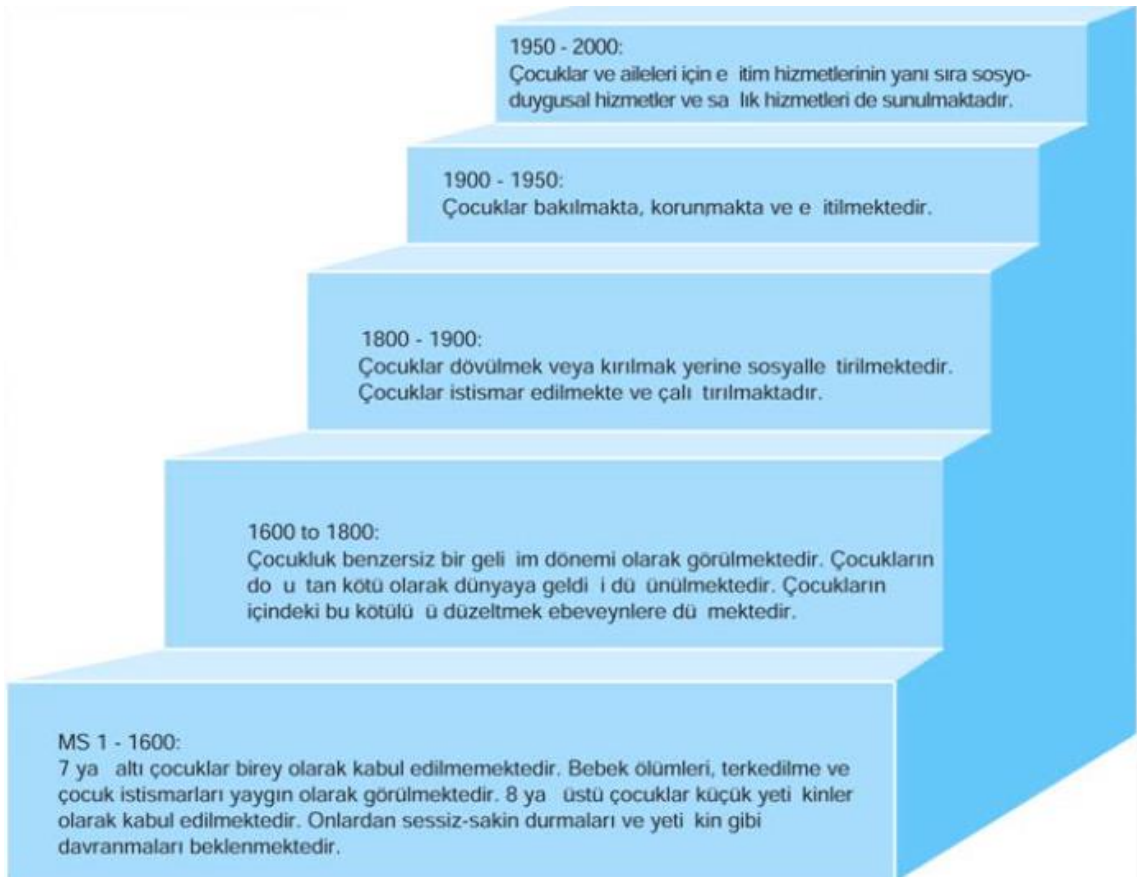 1950 - 2000:
Çocuklar ve aileleri için e itim hizmetlerinin yanı sıra sosyo-
duygusal hizmetler ve sa lık hizmetleri de sunulmaktadır.
1900 - 1950:
Çocuklar bakılmakta, korunmakta ve e itilmektedir.
1800 - 1900:
Çocuklar dövülmek veya kırılmak yerine sosyalle tirilmektedir.
Çocuklar istismar edilmekte ve çalı tırılmaktadır.
1600 to 1800:
Çocukluk benzersiz bir geli im dönemi olarak görülmektedir. Çocukların
do u tan kötü olarak dünyaya geldi i dü ünülmektedir. Çocukların
içindeki bu kötülü ü düzeltmek ebeveynlere dü mektedir.
MS 1 - 1600:
7 ya altı çocuklar birey olarak kabul edilmemektedir. Bebek ölümleri, terkedilme ve
çocuk istismarları yaygın olarak görülmektedir. 8 ya üstü çocuklar küçük yeti kinler
olarak kabul edilmektedir. Onlardan sessiz-sakin durmaları ve yeti kin gibi
davranmaları beklenmektedir.